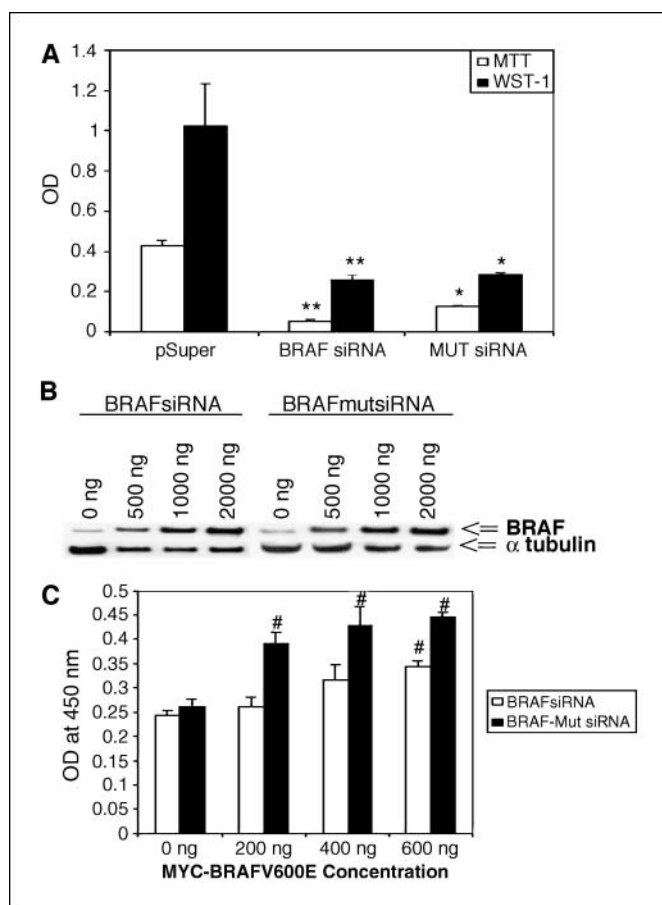 A
MTT
WST-1
1.4
1.2
1
0.8
0.6
0.4
0.2
0
OD
** ** * *
pSuper BRAF siRNA MUT siRNA
B
BRAFsiRNA BRAFmutsiRNA
0 ng 500 ng 1000 ng 2000 ng 0 ng 500 ng 1000 ng 2000 ng
<= BRAF
<= α tubulin
C
0.5
0.45
0.4
0.35
0.3
0.25
0.2
0.15
0.1
0.05
0
OD at 450 nm
# # # #
BRAFsiRNA
BRAF-Mut siRNA
0 ng 200 ng 400 ng 600 ng
MYC-BRAFV600E Concentration